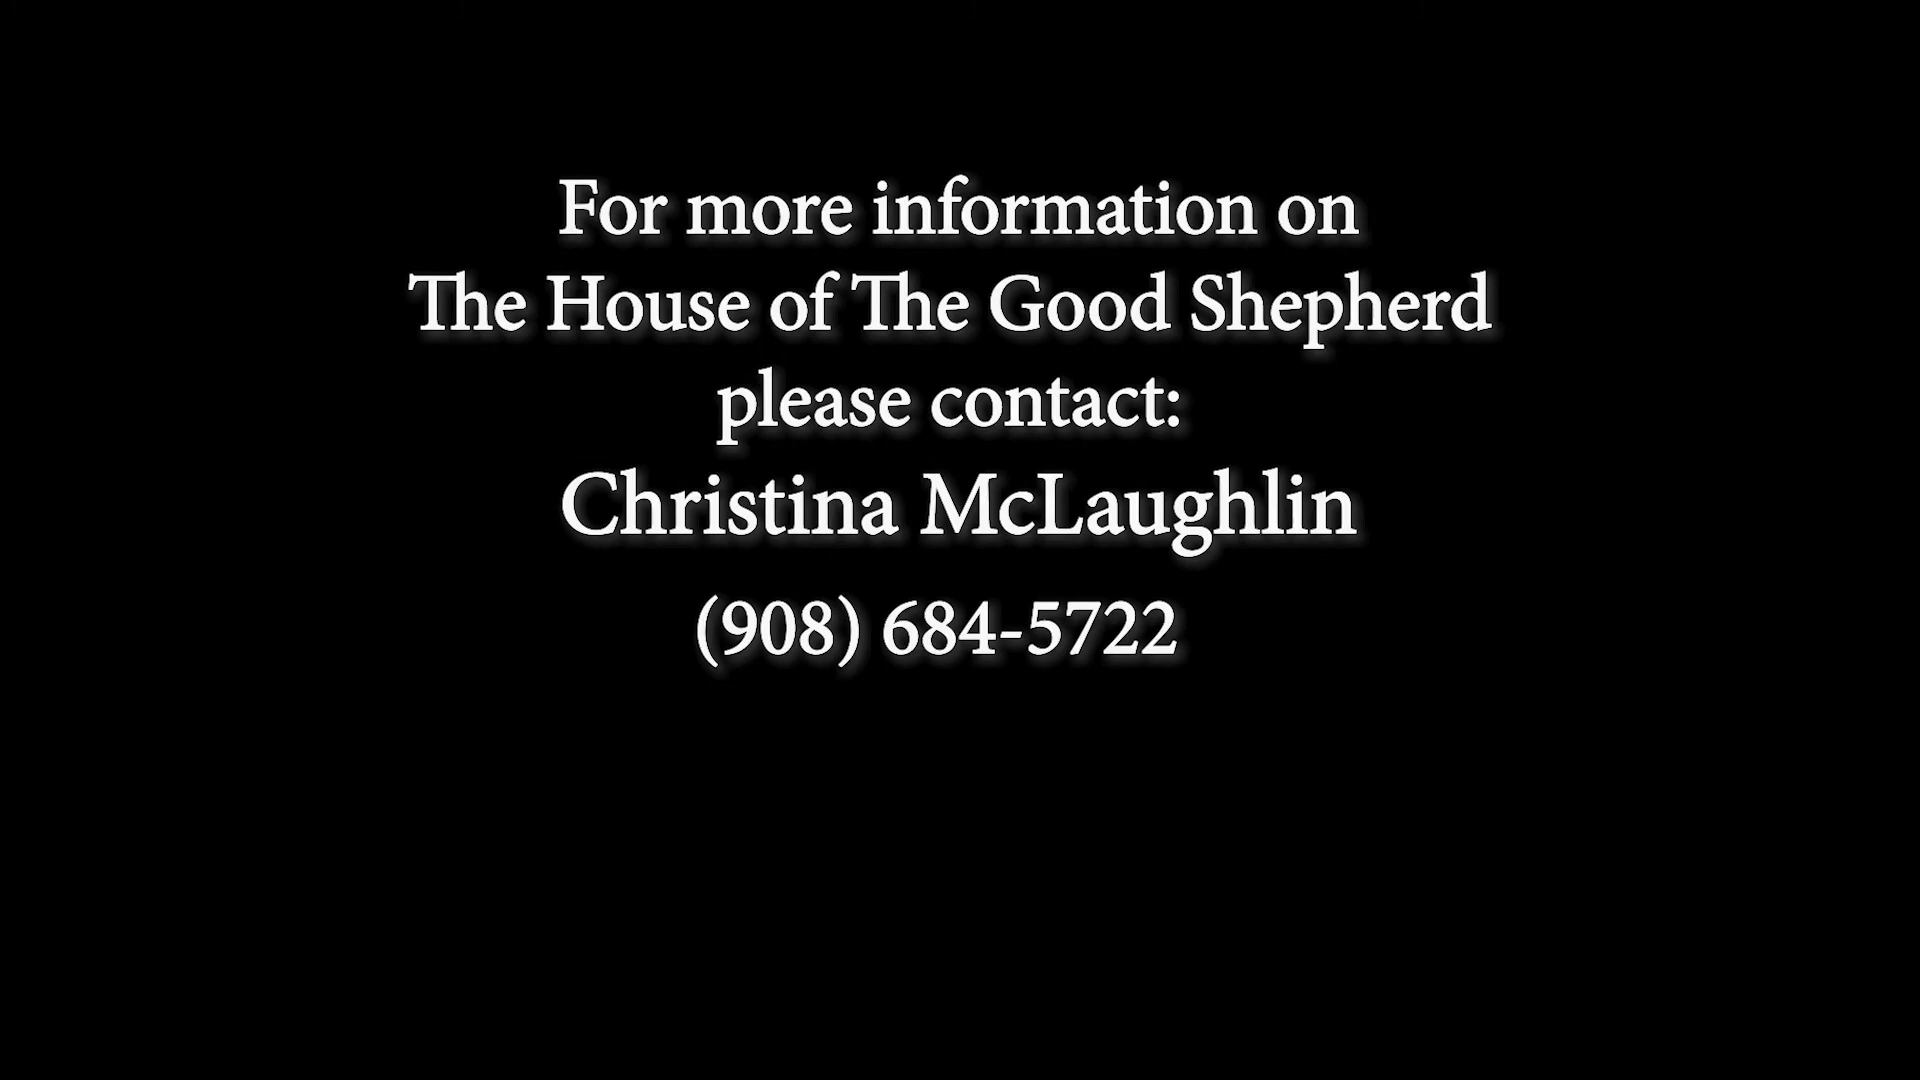 For more information on
The House of The Good Shepherd
please contact:
Christina McLaughlin
(908) 684-5722